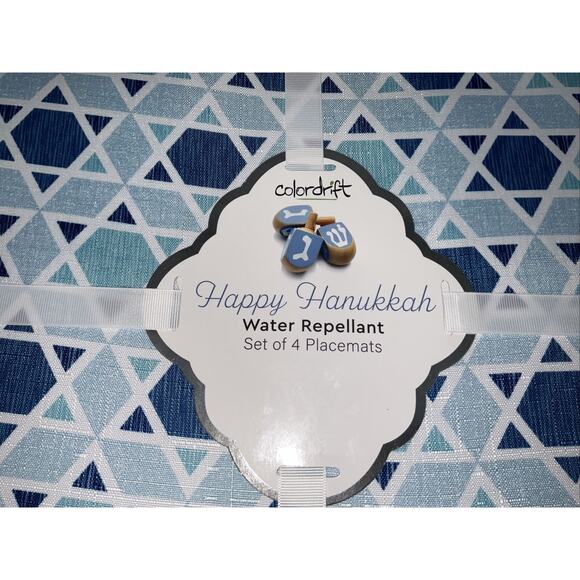 colordrift
ש
Happy Hanukkah
Water Repellant
Set of 4 Placemats